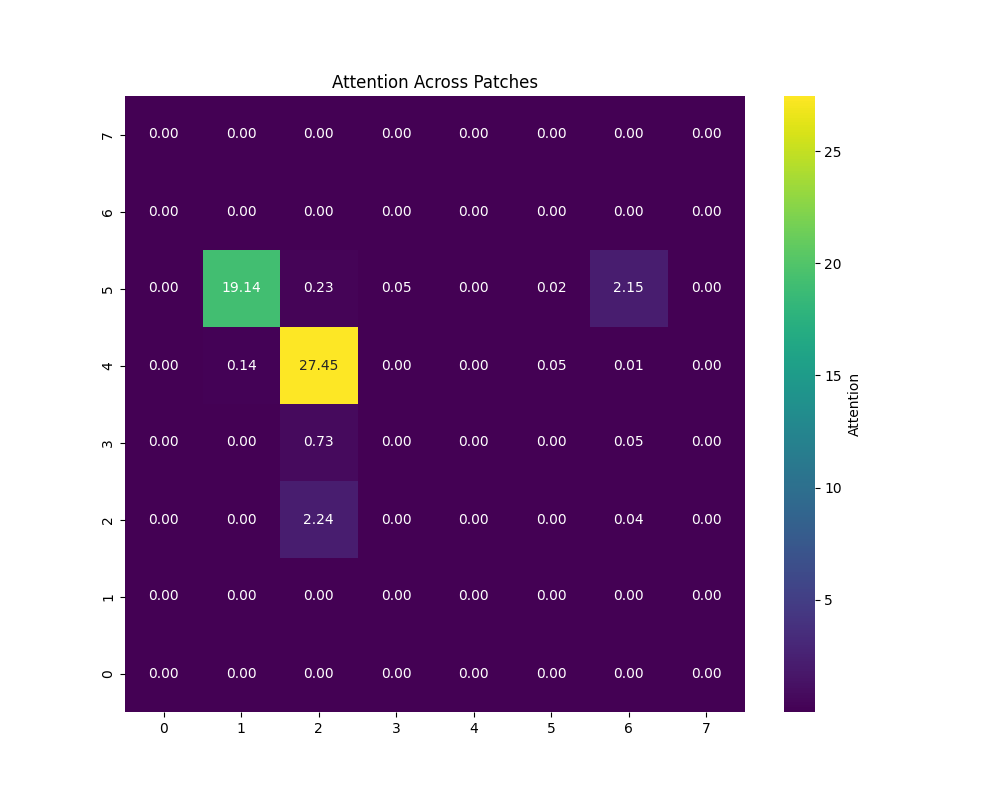 Attention Across Patches
7 0.00 0.00 0.00 0.00 0.00 0.00 0.00 0.00
6 0.00 0.00 0.00 0.00 0.00 0.00 0.00 0.00
5 0.00 19.14 0.23 0.05 0.00 0.02 2.15 0.00
4 0.00 0.14 27.45 0.00 0.00 0.05 0.01 0.00
3 0.00 0.00 0.73 0.00 0.00 0.00 0.05 0.00
2 0.00 0.00 2.24 0.00 0.00 0.00 0.04 0.00
1 0.00 0.00 0.00 0.00 0.00 0.00 0.00 0.00
0 0.00 0.00 0.00 0.00 0.00 0.00 0.00 0.00
0 1 2 3 4 5 6 7
25
20
15
10
5
Attention